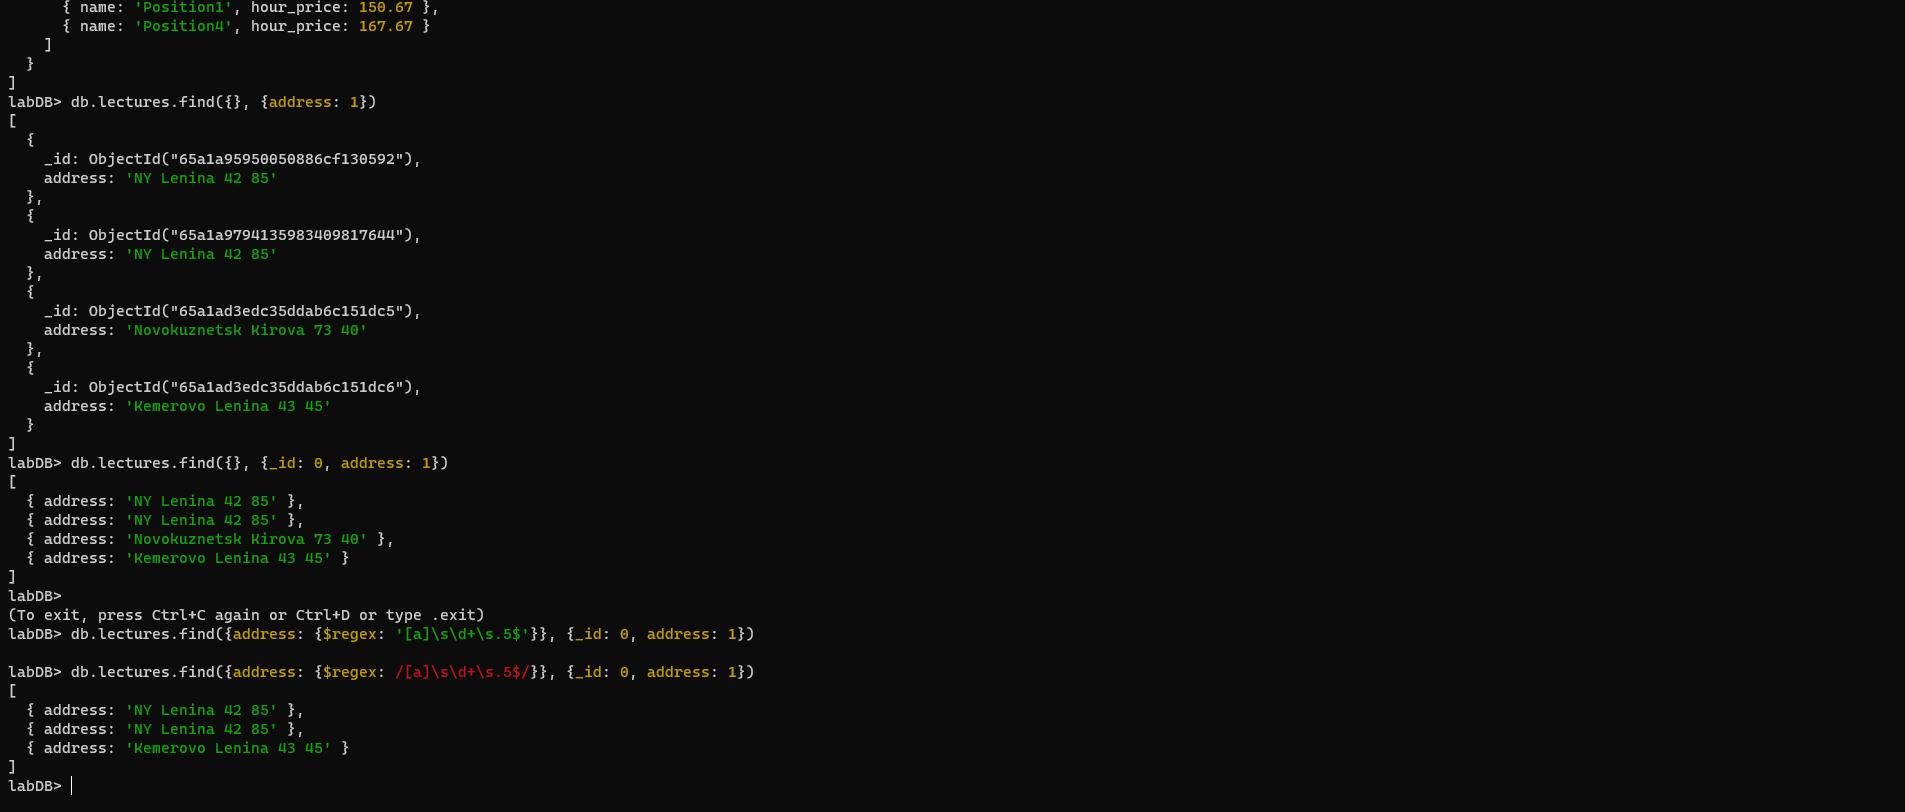 { name: 'Position1', hour_price: 150.67 },
      { name: 'Position4', hour_price: 167.67 }
    ]
  }
]
labDB> db.lectures.find({}, {address: 1})
[
  {
    _id: ObjectId("65a1a95950050886cf130592"),
    address: 'NY Lenina 42 85'
  },
  {
    _id: ObjectId("65a1a9794135983409817644"),
    address: 'NY Lenina 42 85'
  },
  {
    _id: ObjectId("65a1ad3edc35ddab6c151dc5"),
    address: 'Novokuznetsk Kirova 73 40'
  },
  {
    _id: ObjectId("65a1ad3edc35ddab6c151dc6"),
    address: 'Kemerovo Lenina 43 45'
  }
]
labDB> db.lectures.find({}, {_id: 0, address: 1})
[
  { address: 'NY Lenina 42 85' },
  { address: 'NY Lenina 42 85' },
  { address: 'Novokuznetsk Kirova 73 40' },
  { address: 'Kemerovo Lenina 43 45' }
]
labDB>
(To exit, press Ctrl+C again or Ctrl+D or type .exit)
labDB> db.lectures.find({address: {$regex: '[a]\s\d+\s.5$'}}, {_id: 0, address: 1})

labDB> db.lectures.find({address: {$regex: /[a]\s\d+\s.5$/}}, {_id: 0, address: 1})
[
  { address: 'NY Lenina 42 85' },
  { address: 'NY Lenina 42 85' },
  { address: 'Kemerovo Lenina 43 45' }
]
labDB>